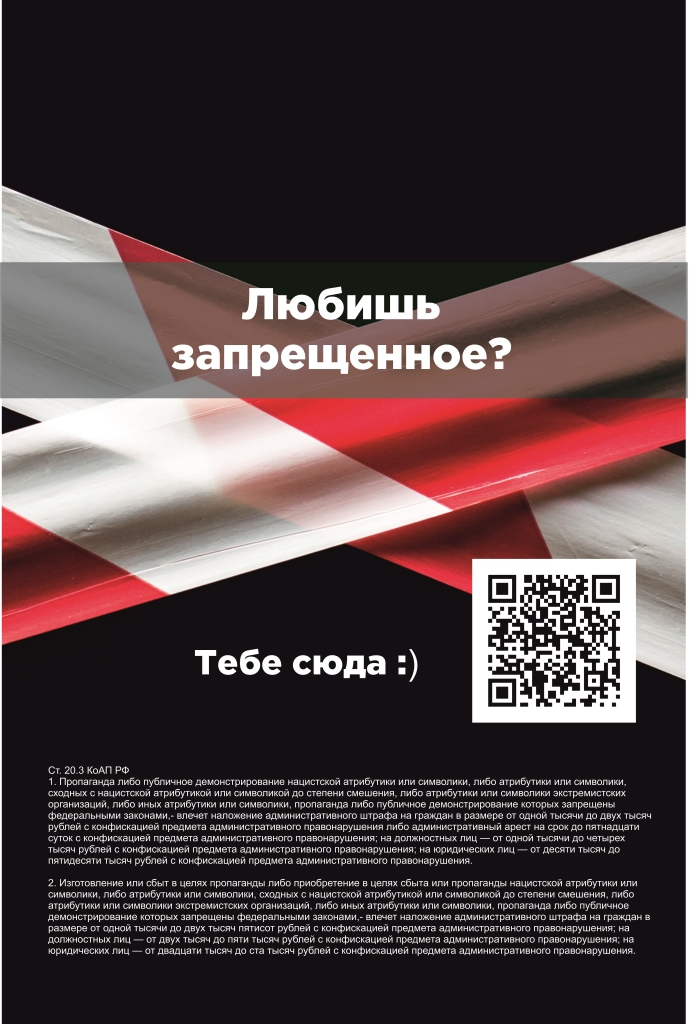 Любишь
запрещенное?
Тебе сюда :)
Ст. 20.3 КоАП РФ
1. Пропаганда либо публичное демонстрирование нацистской атрибутики или символики, либо атрибутики или символики,
сходных с нацистской атрибутикой или символикой до степени смешения, либо атрибутики или символики экстремистских
организаций, либо иных атрибутики или символики, пропаганда либо публичное демонстрирование которых запрещены
федеральными законами,- влечет наложение административного штрафа на граждан в размере от одной тысячи до двух тысяч
рублей с конфискацией предмета административного правонарушения либо административный арест на срок до пятнадцати
суток с конфискацией предмета административного правонарушения; на должностных лиц — от одной тысячи до четырех
тысяч рублей с конфискацией предмета административного правонарушения; на юридических лиц — от десяти тысяч до
пятидесяти тысяч рублей с конфискацией предмета административного правонарушения.
2. Изготовление или сбыт в целях пропаганды либо приобретение в целях сбыта или пропаганды нацистской атрибутики или
символики, либо атрибутики или символики, сходных с нацистской атрибутикой или символикой до степени смешения, либо
атрибутики или символики экстремистских организаций, либо иных атрибутики или символики, пропаганда либо публичное
демонстрирование которых запрещены федеральными законами,- влечет наложение административного штрафа на граждан в
размере от одной тысячи до двух тысяч пятисот рублей с конфискацией предмета административного правонарушения; на
должностных лиц — от двух тысяч до пяти тысяч рублей с конфискацией предмета административного правонарушения; на
юридических лиц — от двадцати тысяч до ста тысяч рублей с конфискацией предмета административного правонарушения.